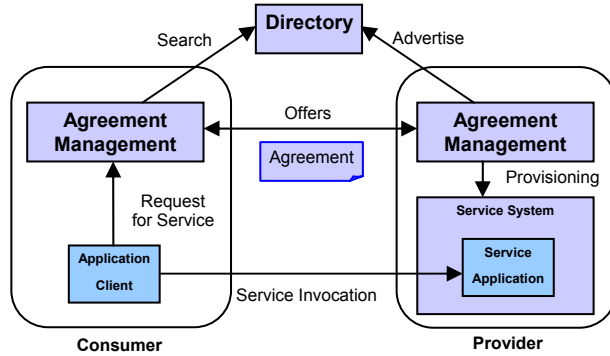 Directory
Search
Advertise
Agreement
Management
Offers
Agreement
Management
Agreement
Request
for Service
Provisioning
Service System
Application
Client
Service
Application
Service Invocation
Consumer
Provider